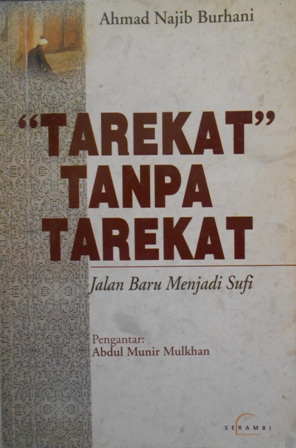 Ahmad Najib Burhani
“TAREKAT”
TANPA
TAREKAT
Jalan Baru Menjadi Sufi
Pengantar:
Abdul Munir Mulkhan
SERAMBI